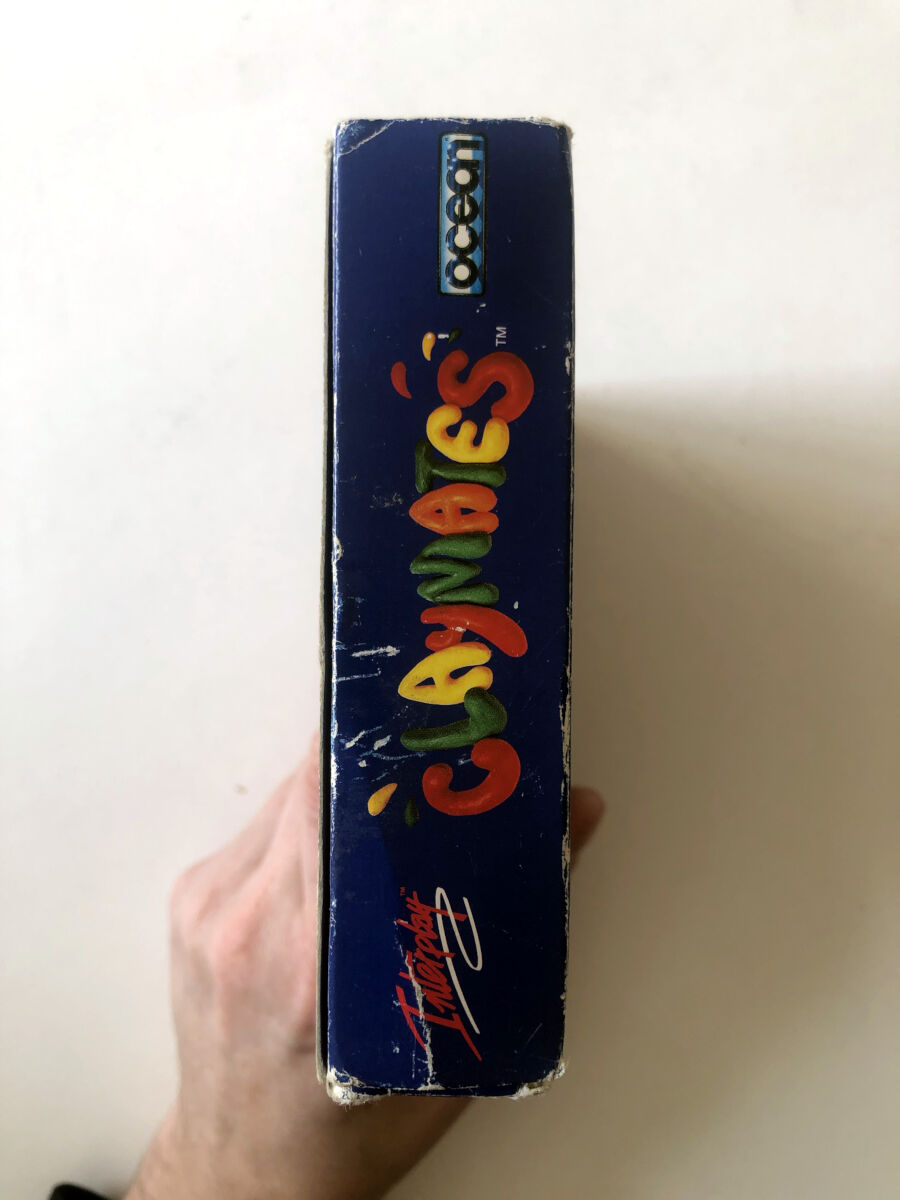 Interplay™
CLAYMATES™
ocean